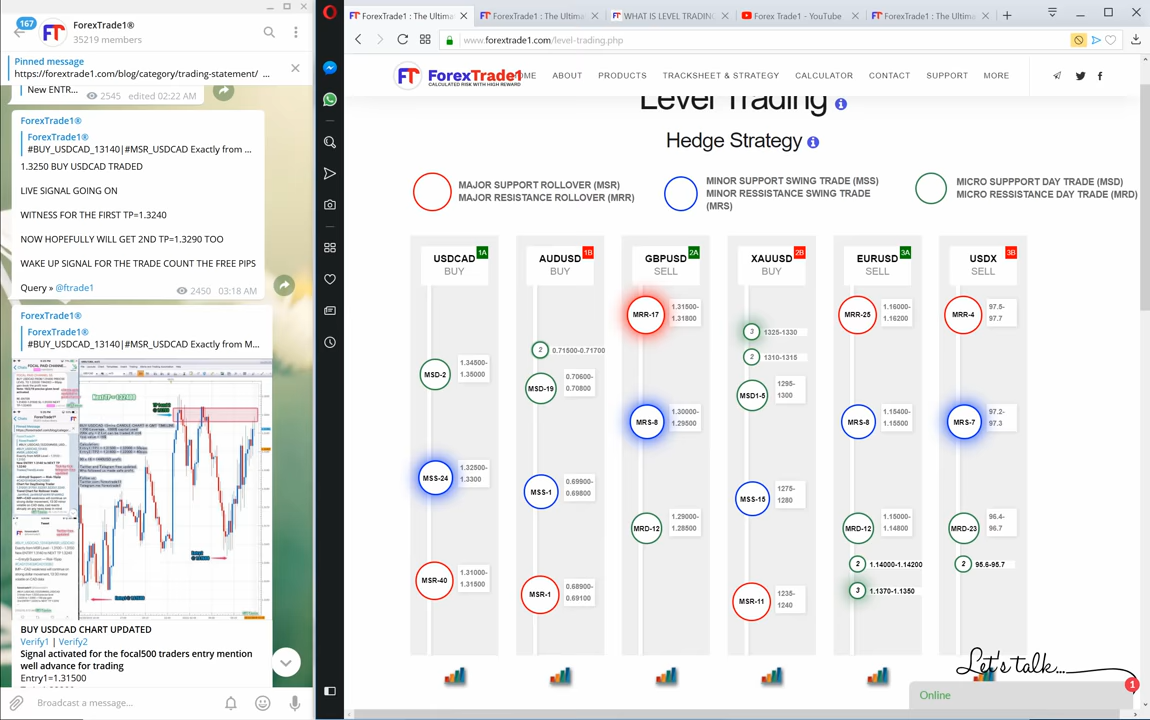 167
FT
ForexTrade1®
35219 members
Pinned message
https://forextrade1.com/blog/category/trading-statement/ ...
New ENTR...
2545
edited 02:22 AM
ForexTrade1®
ForexTrade1®
#BUY_USDCAD_13140|#MSR_USDCAD Exactly from ...
1.3250 BUY USDCAD TRADED
LIVE SIGNAL GOING ON
WITNESS FOR THE FIRST TP=1.3240
NOW HOPEFULLY WILL GET 2ND TP=1.3290 TOO
WAKE UP SIGNAL FOR THE TRADE COUNT THE FREE PIPS
Query » @ftrade1
2450
03:18 AM
ForexTrade1®
ForexTrade1®
#BUY_USDCAD_13140|#MSR_USDCAD Exactly from M...
BUY USDCAD CHART UPDATED
Verify1 | Verify2
Signal activated for the focal500 traders entry mention
well advance for trading
Entry1=1.31500
Broadcast a message...
ForexTrade1 : The Ultima
ForexTrade1 : The Ultima
WHAT IS LEVEL TRADIN
Forex Trade1 - YouTube
ForexTrade1 : The Ultima
www.forextrade1.com/level-trading.php
FT ForexTrade1
CALCULATED RISK WITH HIGH REWARD
OME
ABOUT
PRODUCTS
TRACKSHEET & STRATEGY
CALCULATOR
CONTACT
SUPPORT
MORE
Level Trading
Hedge Strategy
MAJOR SUPPORT ROLLOVER (MSR)
MAJOR RESISTANCE ROLLOVER (MRR)
MINOR SUPPORT SWING TRADE (MSS)
MINOR RESISTANCE SWING TRADE
(MRS)
MICRO SUPPPORT DAY TRADE (MSD)
MICRO RESSISTANCE DAY TRADE (MRD)
USDCAD 1A
BUY
MSD-2
1.34500-
1.35000
MSS-24
1.32500-
1.3300
MSR-40
1.31000-
1.31500
AUDUSD 1B
BUY
2
0.71500-0.71700
MSD-19
0.70600-
0.70800
MSS-1
0.69900-
0.69800
MSR-1
0.68900-
0.69100
GBPUSD 2A
SELL
MRR-17
1.31500-
1.31800
MRS-8
1.30000-
1.29500
MRD-12
1.29000-
1.28500
XAUUSD 2B
BUY
3
1325-1330
2
1310-1315
MSD1-5
1295-
1300
MSS-15
1275-
1280
MSR-11
1235-
1240
EURUSD 3A
SELL
MRR-25
1.16000-
1.16200
MRS-8
1.15400-
1.15500
MRD-12
1.15000-
1.14800
2
1.14000-1.14200
3
1.1370-1.1350
USDX 3B
SELL
MRR-4
97.8-
97.7
MRS-7
97.2-
97.3
MRD-23
96.4-
96.7
2
95.6-95.7
Let's talk...
Online
1